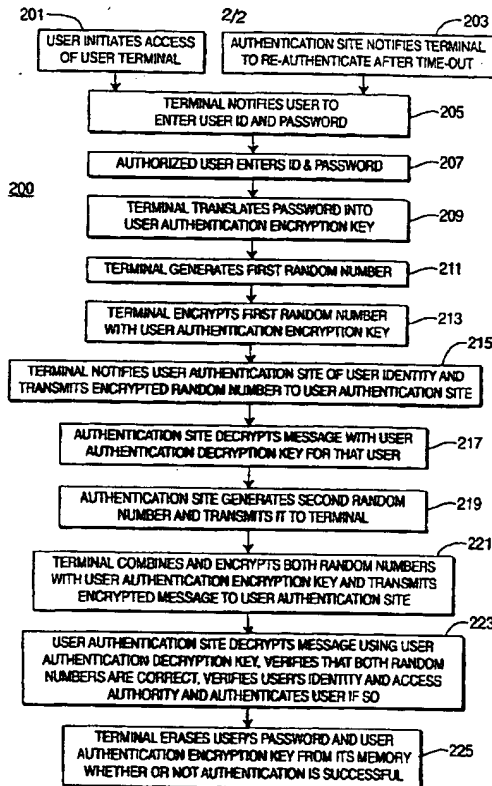 201
2/2
203
USER INITIATES ACCESS
OF USER TERMINAL
AUTHENTICATION SITE NOTIFIES TERMINAL
TO RE-AUTHENTICATE AFTER TIME-OUT
TERMINAL NOTIFIES USER TO
ENTER USER ID AND PASSWORD
205
AUTHORIZED USER ENTERS ID & PASSWORD
207
200
TERMINAL TRANSLATES PASSWORD INTO
USER AUTHENTICATION ENCRYPTION KEY
209
TERMINAL GENERATES FIRST RANDOM NUMBER
211
TERMINAL ENCRYPTS FIRST RANDOM NUMBER
WITH USER AUTHENTICATION ENCRYPTION KEY
213
215
TERMINAL NOTIFIES USER AUTHENTICATION SITE OF USER IDENTITY AND
TRANSMITS ENCRYPTED RANDOM NUMBER TO USER AUTHENTICATION SITE
AUTHENTICATION SITE DECRYPTS MESSAGE WITH USER
AUTHENTICATION DECRYPTION KEY FOR THAT USER
217
AUTHENTICATION SITE GENERATES SECOND RANDOM
NUMBER AND TRANSMITS IT TO TERMINAL
219
221
TERMINAL COMBINES AND ENCRYPTS BOTH RANDOM NUMBERS
WITH USER AUTHENTICATION ENCRYPTION KEY AND TRANSMITS
ENCRYPTED MESSAGE TO USER AUTHENTICATION SITE
223
USER AUTHENTICATION SITE DECRYPTS MESSAGE USING USER
AUTHENTICATION DECRYPTION KEY, VERIFIES THAT BOTH RANDOM
NUMBERS ARE CORRECT, VERIFIES USER'S IDENTITY AND ACCESS
AUTHORITY AND AUTHENTICATES USER IF SO
TERMINAL ERASES USER'S PASSWORD AND USER
AUTHENTICATION ENCRYPTION KEY FROM ITS MEMORY
WHETHER OR NOT AUTHENTICATION IS SUCCESSFUL
225